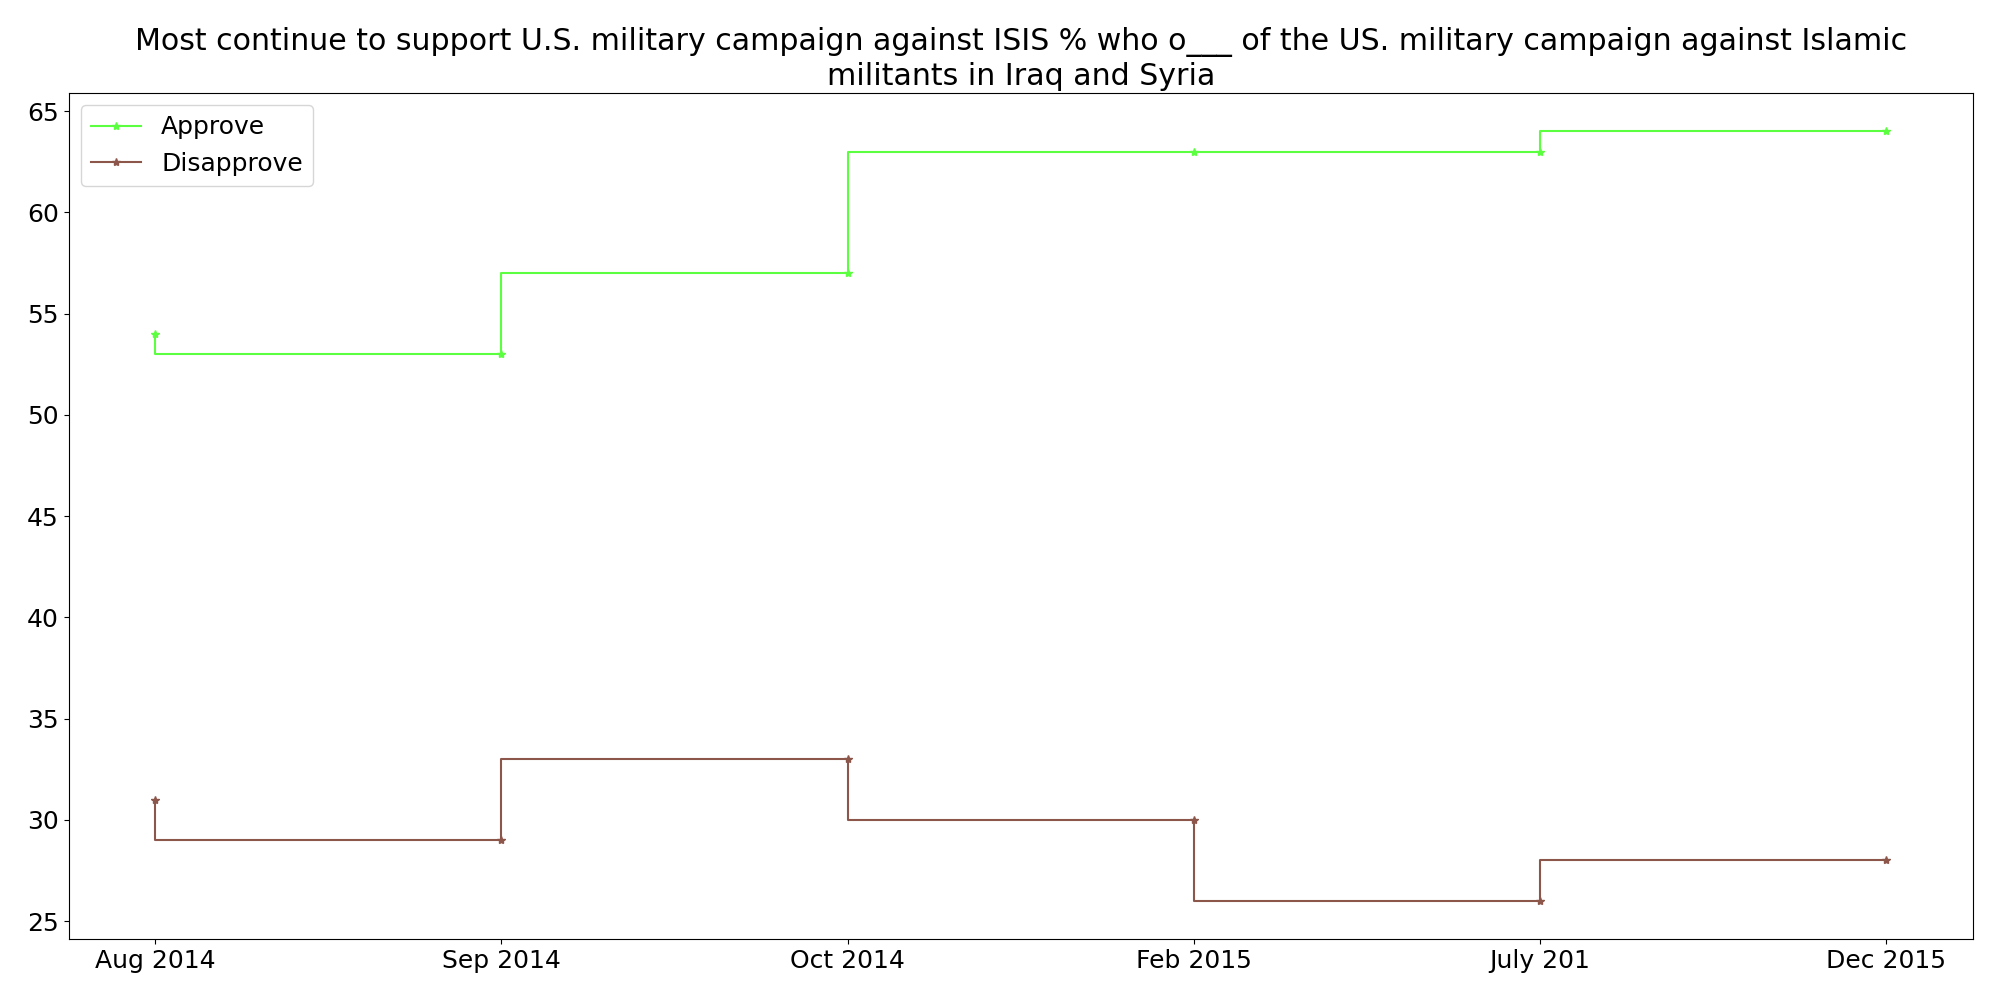 Most continue to support U.S. military campaign against ISIS % who o___ of the US. military campaign against Islamic
militants in Iraq and Syria
Approve
Disapprove
65
60
55
50
45
40
35
30
25
Aug 2014 Sep 2014 Oct 2014 Feb 2015 July 201 Dec 2015